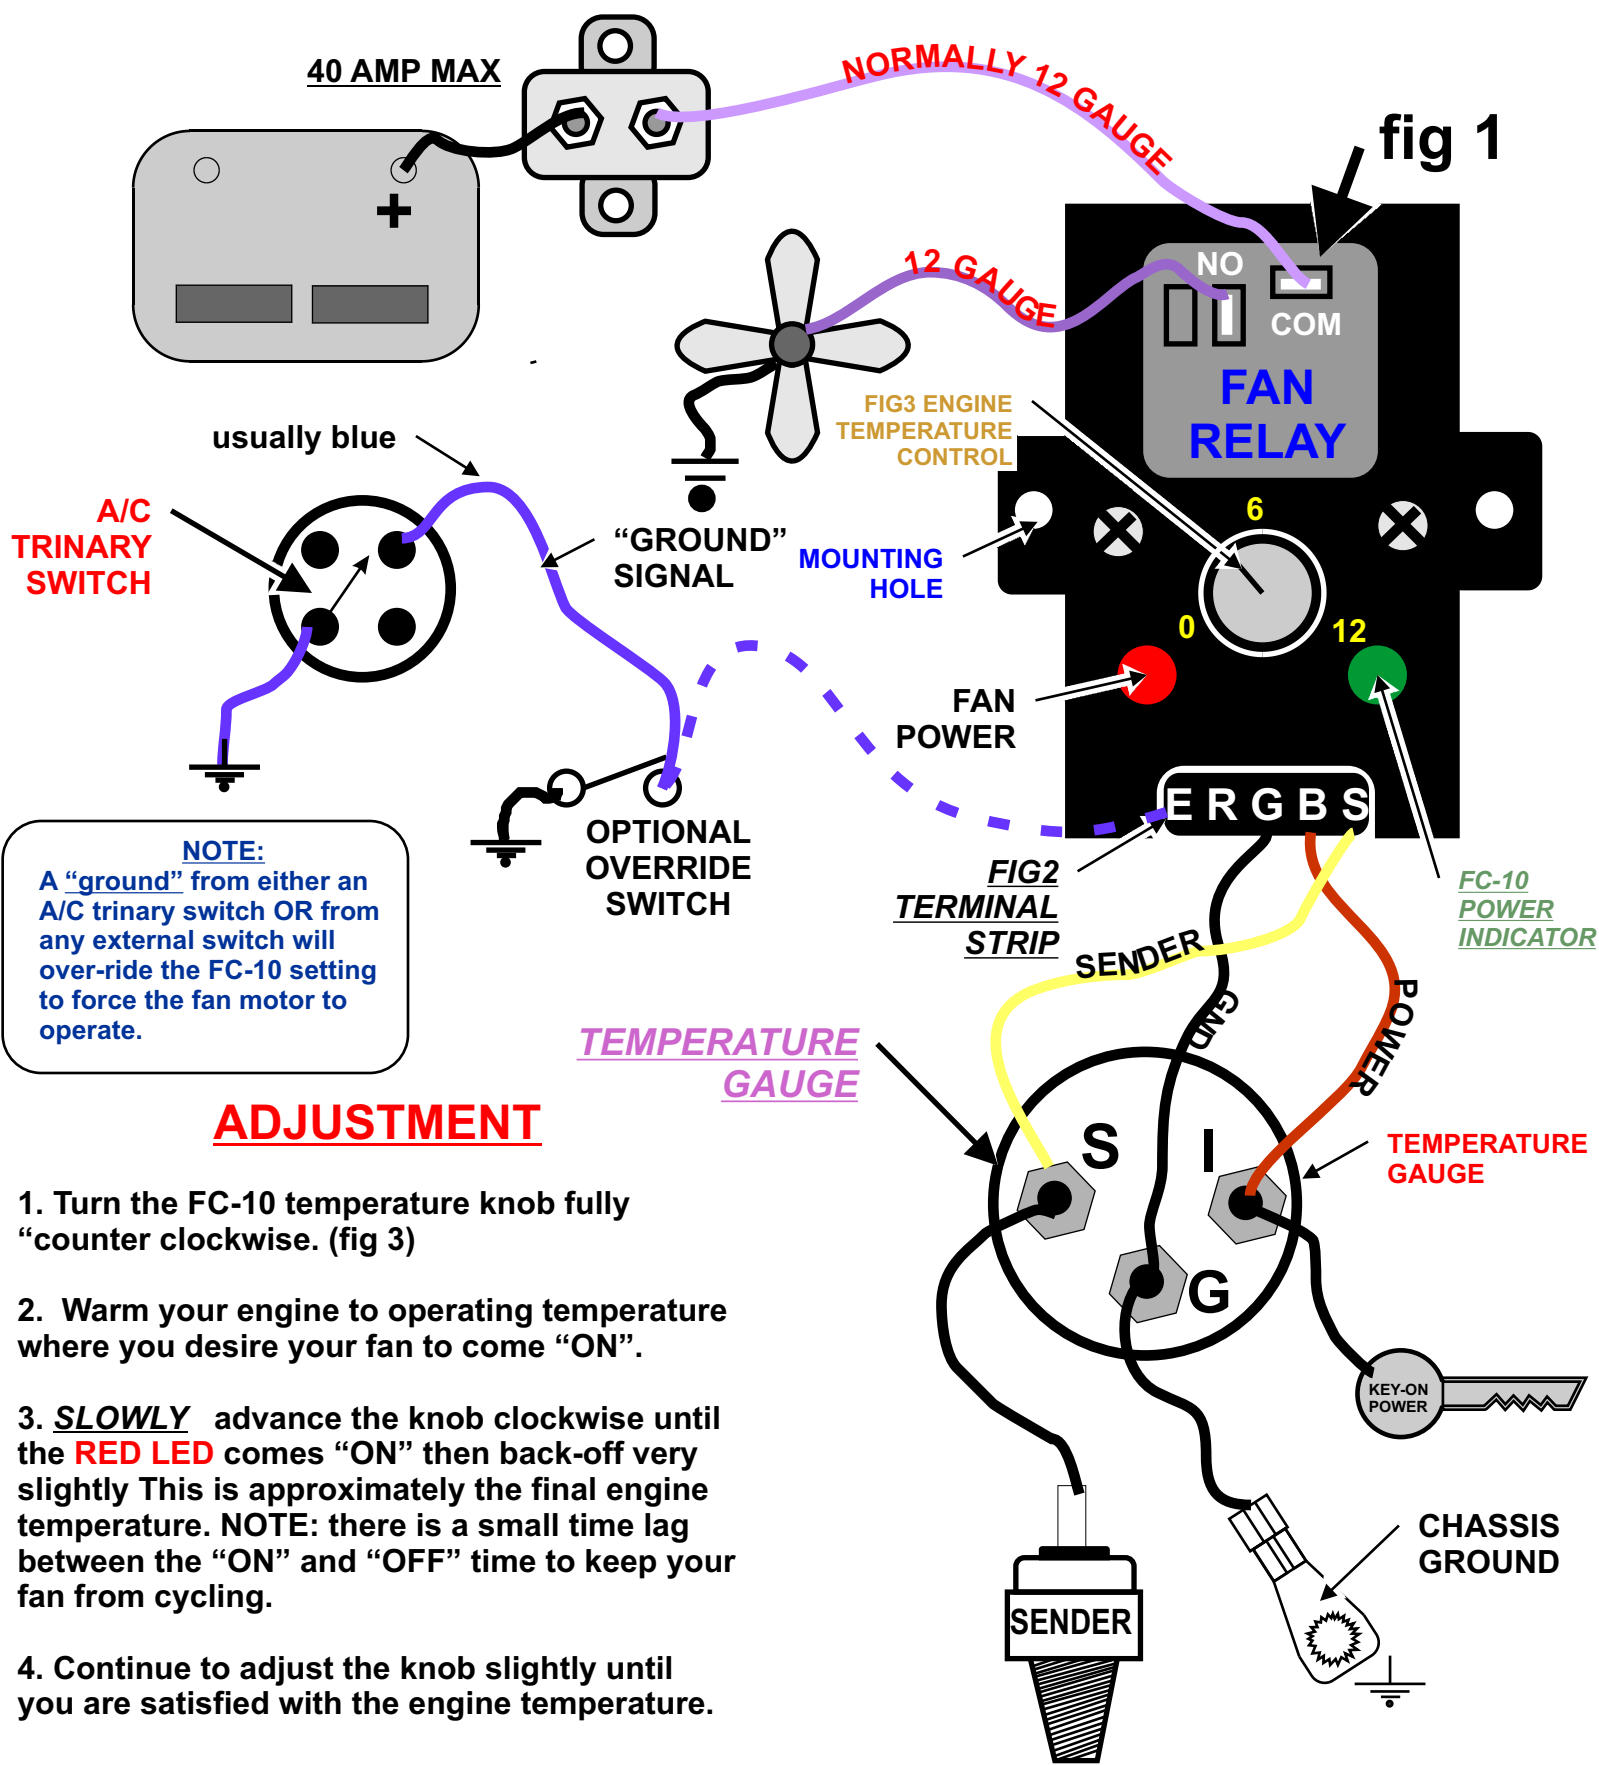 40 AMP MAX
NORMALLY 12 GAUGE
fig 1
+
12 GAUGE
NO
COM
FAN
RELAY
FIG3 ENGINE
TEMPERATURE
CONTROL
usually blue
A/C
TRINARY
SWITCH
“GROUND”
SIGNAL
MOUNTING
HOLE
6
0
12
FAN
POWER
E R G B S
OPTIONAL
OVERRIDE
SWITCH
FIG2
TERMINAL
STRIP
FC-10
POWER
INDICATOR
NOTE:
A “ground” from either an
A/C trinary switch OR from
any external switch will
over-ride the FC-10 setting
to force the fan motor to
operate.
SENDER
GND
POWER
TEMPERATURE
GAUGE
S
I
G
TEMPERATURE
GAUGE
KEY-ON
POWER
CHASSIS
GROUND
SENDER
ADJUSTMENT
1. Turn the FC-10 temperature knob fully
“counter clockwise. (fig 3)
2. Warm your engine to operating temperature
where you desire your fan to come “ON”.
3. SLOWLY advance the knob clockwise until
the RED LED comes “ON” then back-off very
slightly This is approximately the final engine
temperature. NOTE: there is a small time lag
between the “ON” and “OFF” time to keep your
fan from cycling.
4. Continue to adjust the knob slightly until
you are satisfied with the engine temperature.